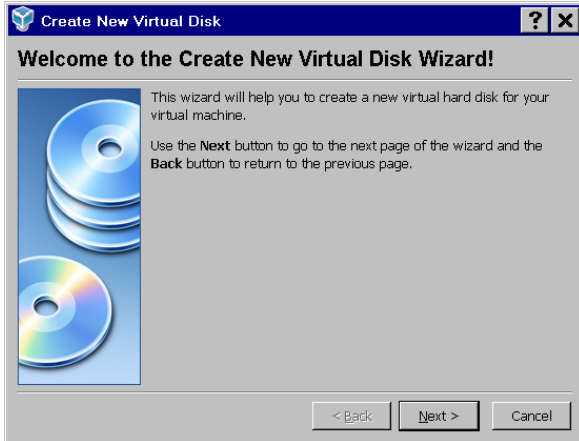 Create New Virtual Disk
Welcome to the Create New Virtual Disk Wizard!
This wizard will help you to create a new virtual hard disk for your
virtual machine.
Use the Next button to go to the next page of the wizard and the
Back button to return to the previous page.
< Back
Next >
Cancel